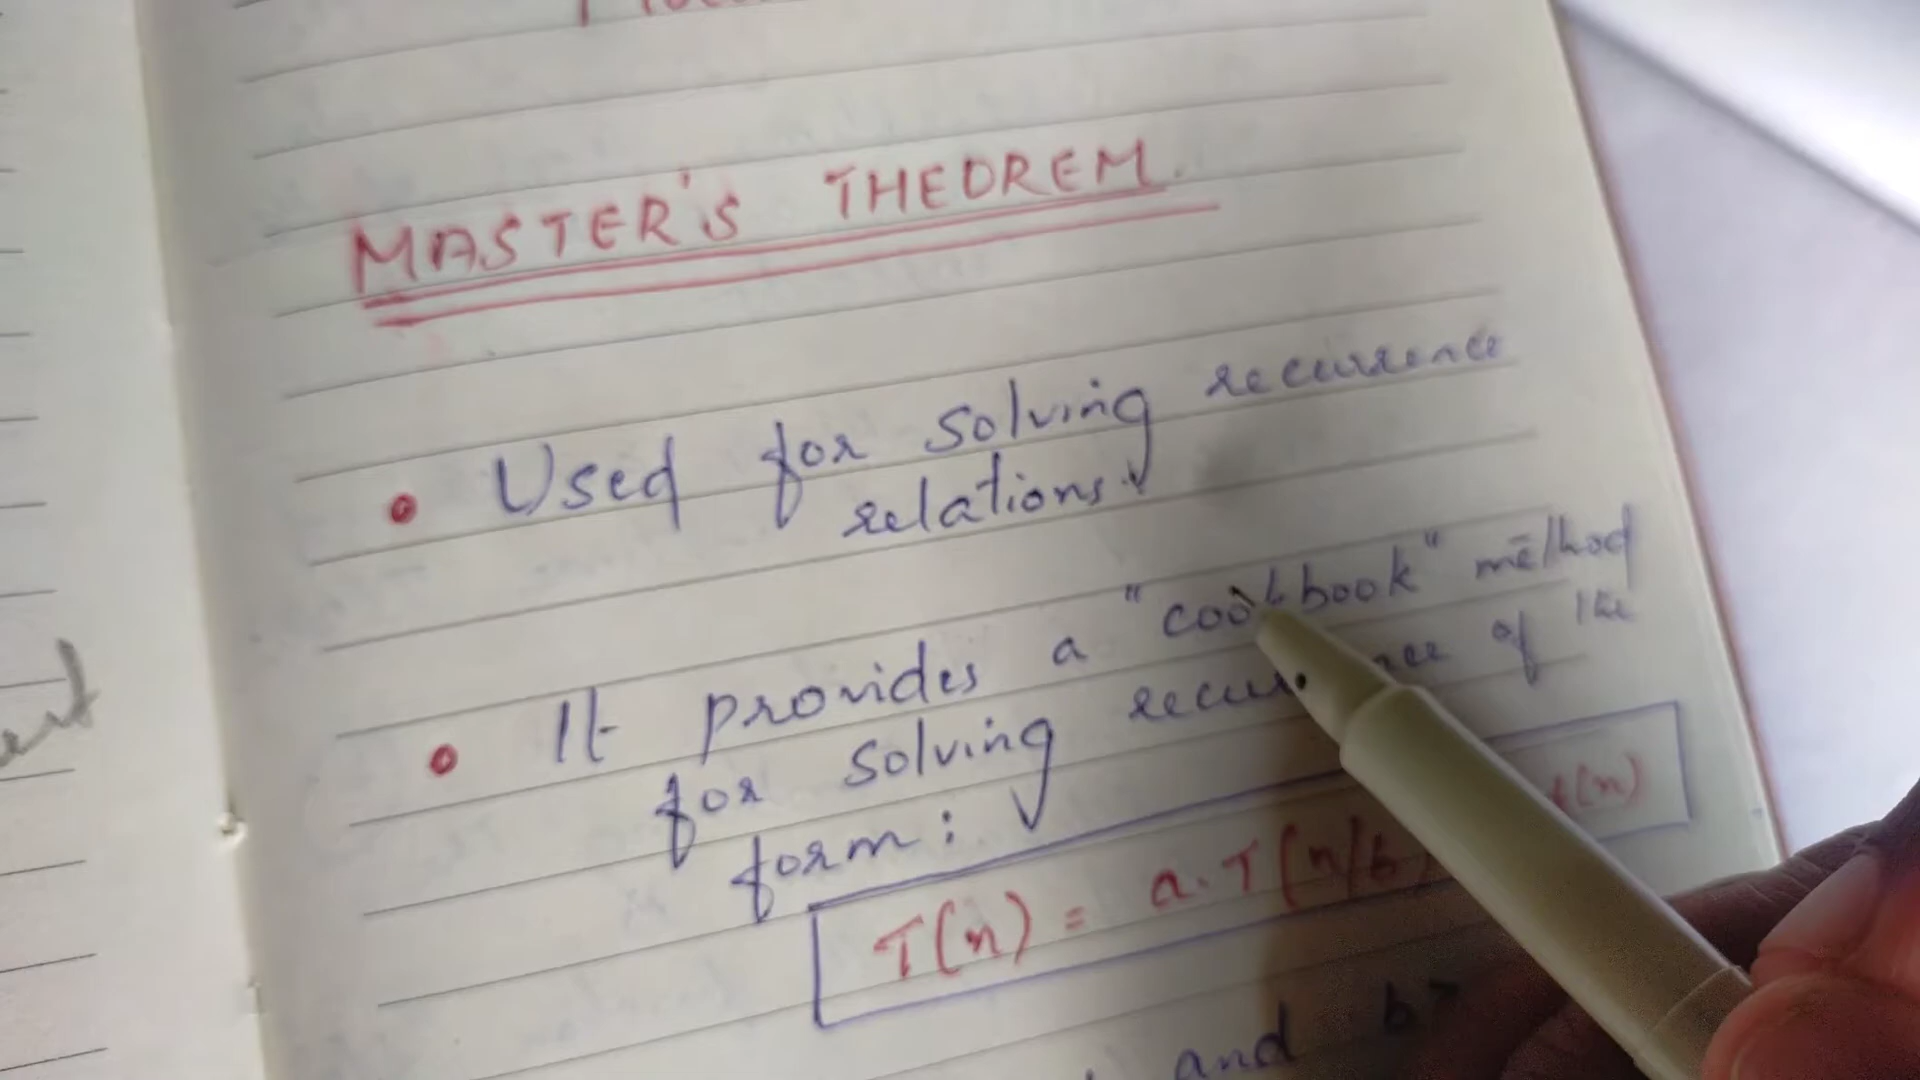 MASTER'S THEOREM.
• Used for solving recurrence
relations.
• It provides a "cookbook" method
for solving of the
form:
T(n) = a.T(n/b f(n)
and b>